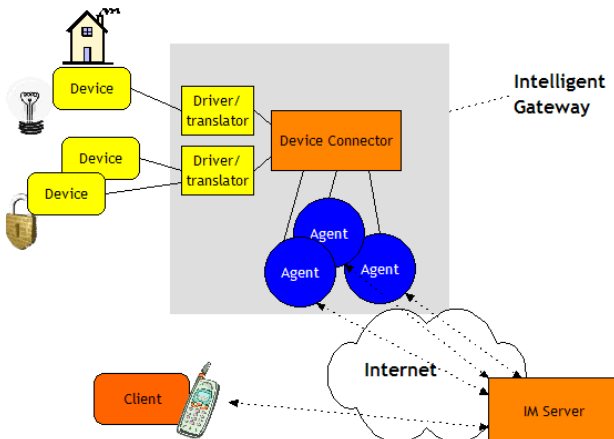 Device
Driver/
translator
Intelligent
Gateway
Device Connector
Device
Driver/
translator
Device
Agent
Agent
Agent
Internet
Client
IM Server